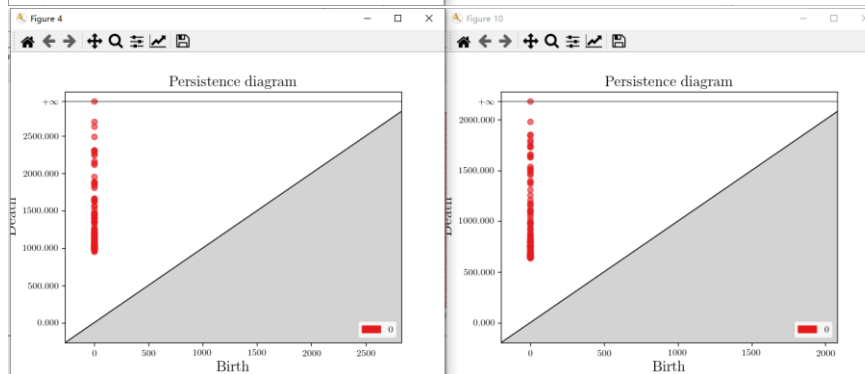 Figure 4
Persistence diagram
+∞
2500.000
2000.000
1500.000
1000.000
500.000
0.000
Death
0 500 1000 1500 2000 2500
Birth
0
Figure 10
Persistence diagram
+∞
2000.000
1500.000
1000.000
500.000
0.000
Death
0 500 1000 1500 2000
Birth
0